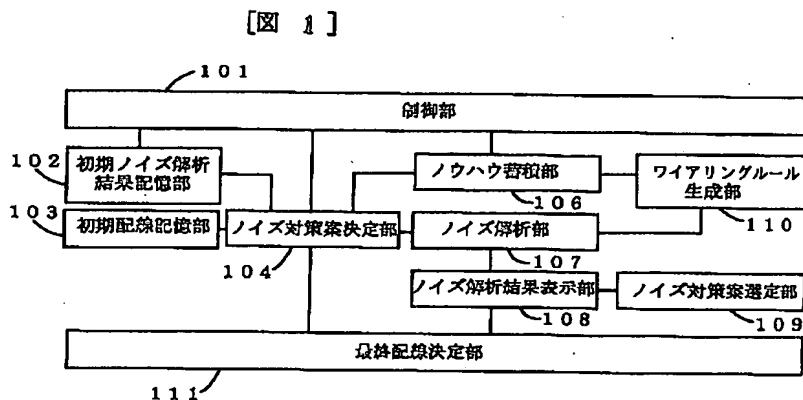 [図 1]
101
制御部
102
初期ノイズ解析
結果記憶部
ノウハウ蓄積部
106
ワイアリングルール
生成部
110
103
初期配線記憶部
ノイズ対策案決定部
104
ノイズ解析部
107
ノイズ解析結果表示部
108
ノイズ対策案選定部
109
最終配線決定部
111